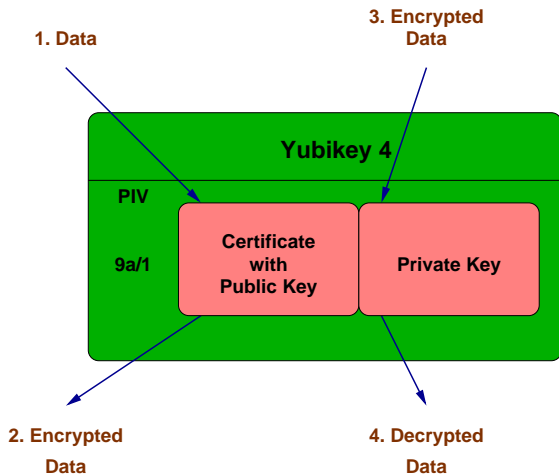 1. Data
3. Encrypted
Data
Yubikey 4
PIV
9a/1
Certificate
with
Public Key
Private Key
2. Encrypted
Data
4. Decrypted
Data